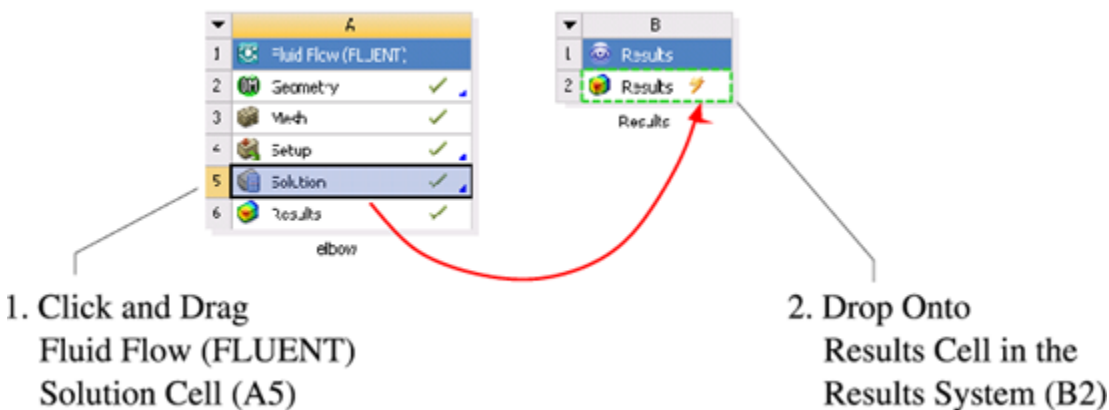 A
1 Fluid Flow (FLUENT)
2 Geometry
3 Mesh
4 Setup
5 Solution
6 Results
elbow
B
1 Results
2 Results
Results
1. Click and Drag
Fluid Flow (FLUENT)
Solution Cell (A5)
2. Drop Onto
Results Cell in the
Results System (B2)